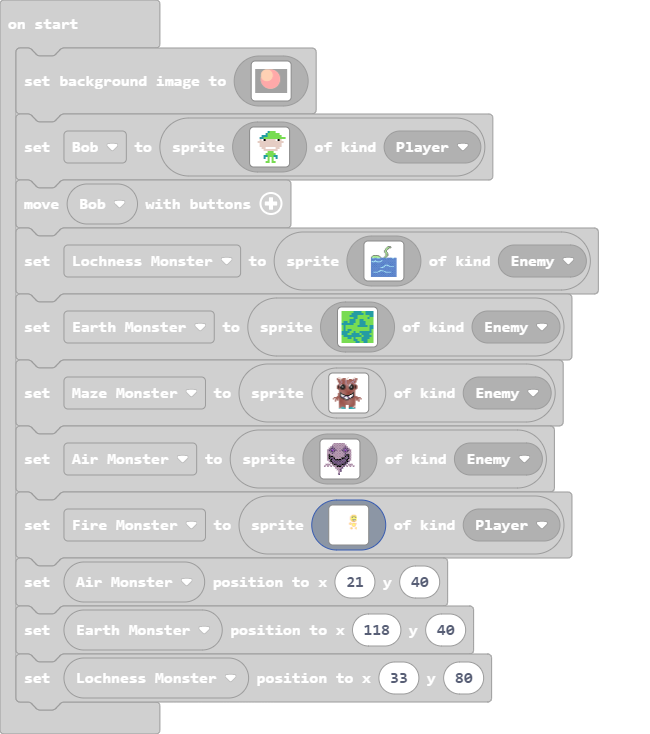 on start
set background image to
set Bob to sprite of kind Player
move Bob with buttons
set Lochness Monster to sprite of kind Enemy
set Earth Monster to sprite of kind Enemy
set Maze Monster to sprite of kind Enemy
set Air Monster to sprite of kind Enemy
set Fire Monster to sprite of kind Player
set Air Monster position to x 21 y 40
set Earth Monster position to x 118 y 40
set Lochness Monster position to x 33 y 80